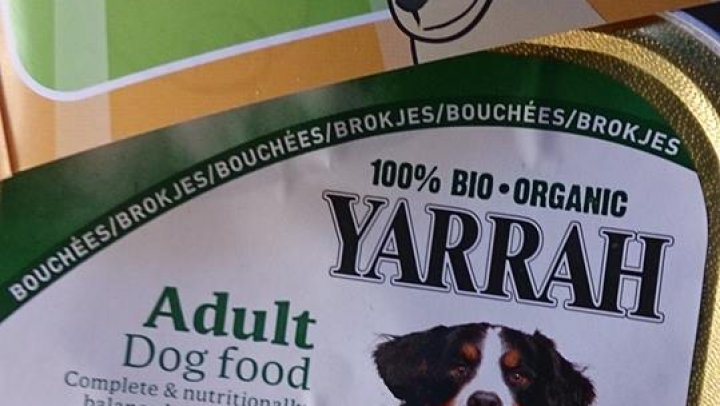 BOUCHÉES/BROKJES/BOUCHÉES/BROKJES/BOUCHÉES/BROKJES
100% BIO • ORGANIC
YARRAH
Adult
Dog food
Complete & nutritionally